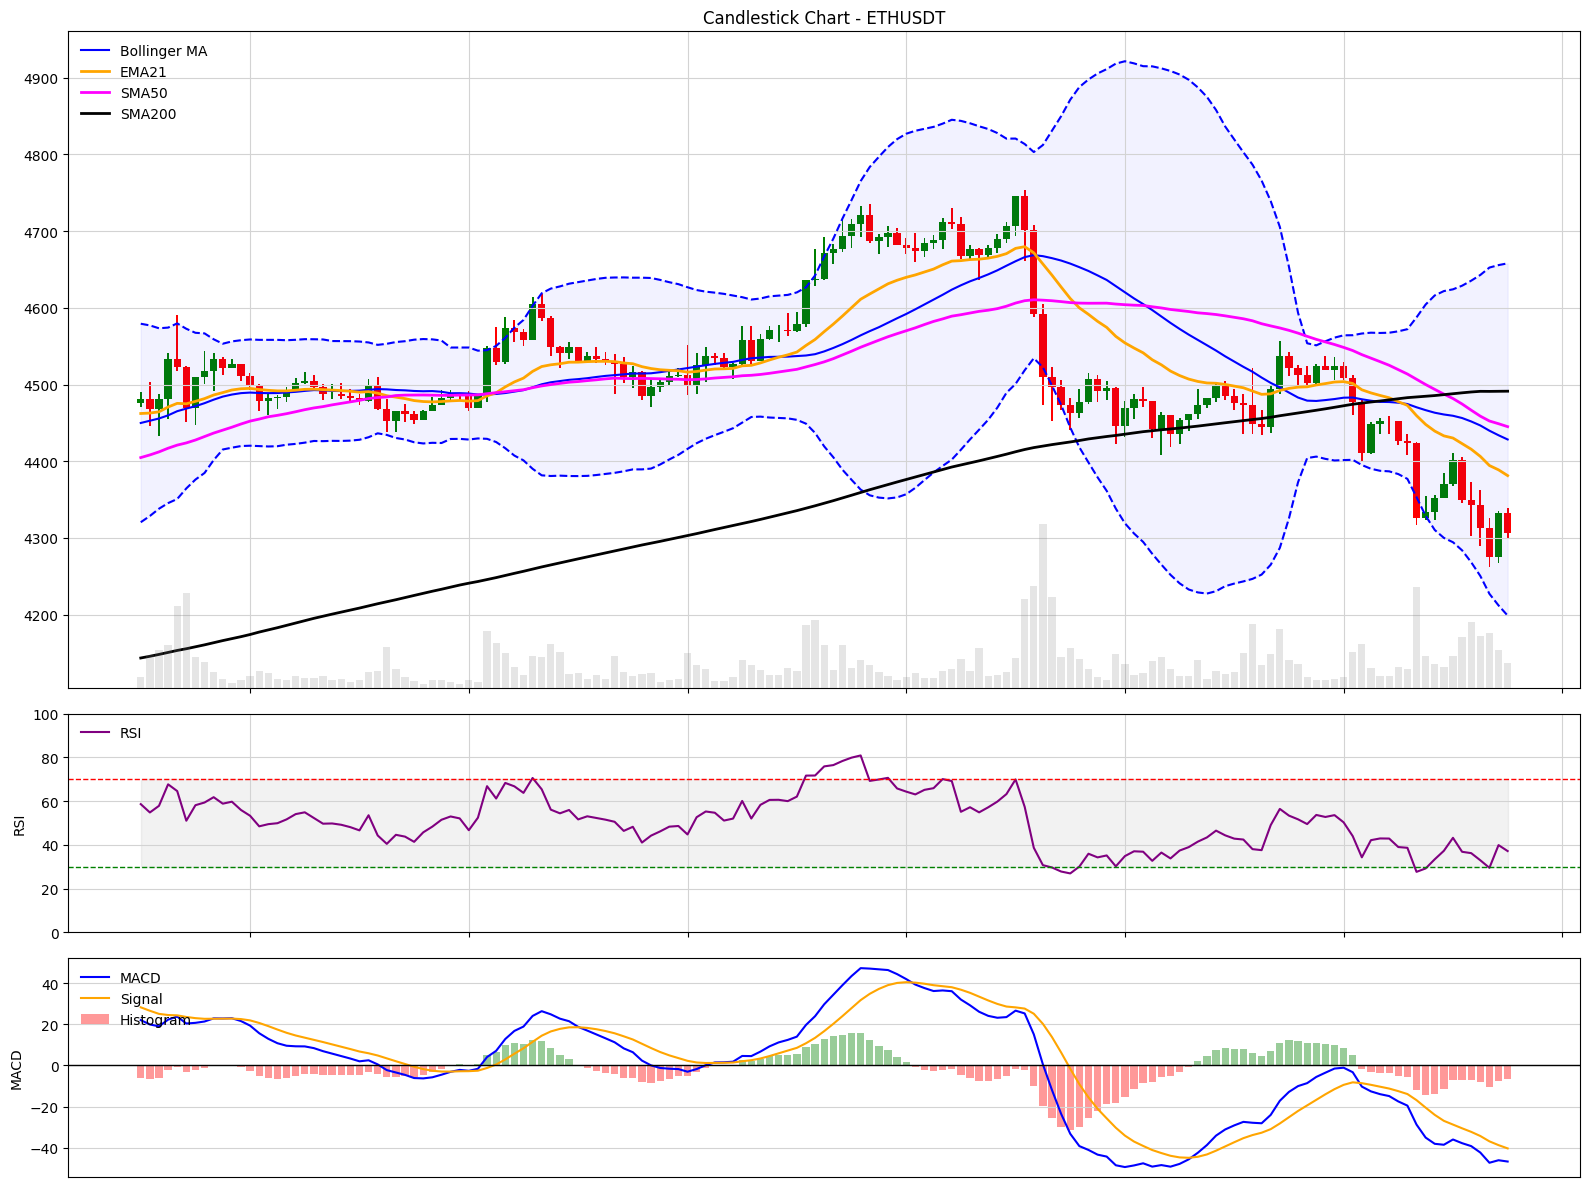 Candlestick Chart - ETHUSDT
Bollinger MA
EMA21
SMA50
SMA200
4900
4800
4700
4600
4500
4400
4300
4200
100
80
60
40
20
0
RSI
RSI
40
20
0
−20
−40
MACD
MACD
Signal
Histogram